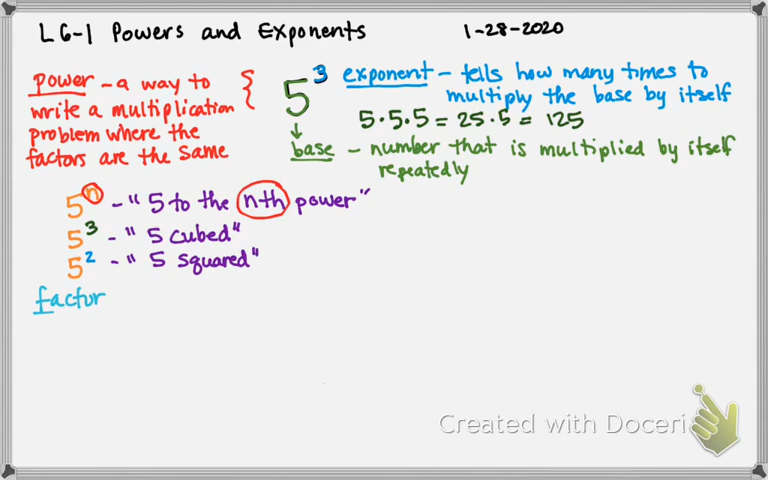 L6-1 Powers and Exponents 1-28-2020
power - a way to
write a multiplication
problem where the
factors are the same
5³ exponent - tells how many times to
multiply the base by itself
5·5·5 = 25·5 = 125
base - number that is multiplied by itself
repeatedly
5ⁿ - "5 to the nth power"
5³ - "5 cubed"
5² - "5 squared"
factor
Created with Doceri